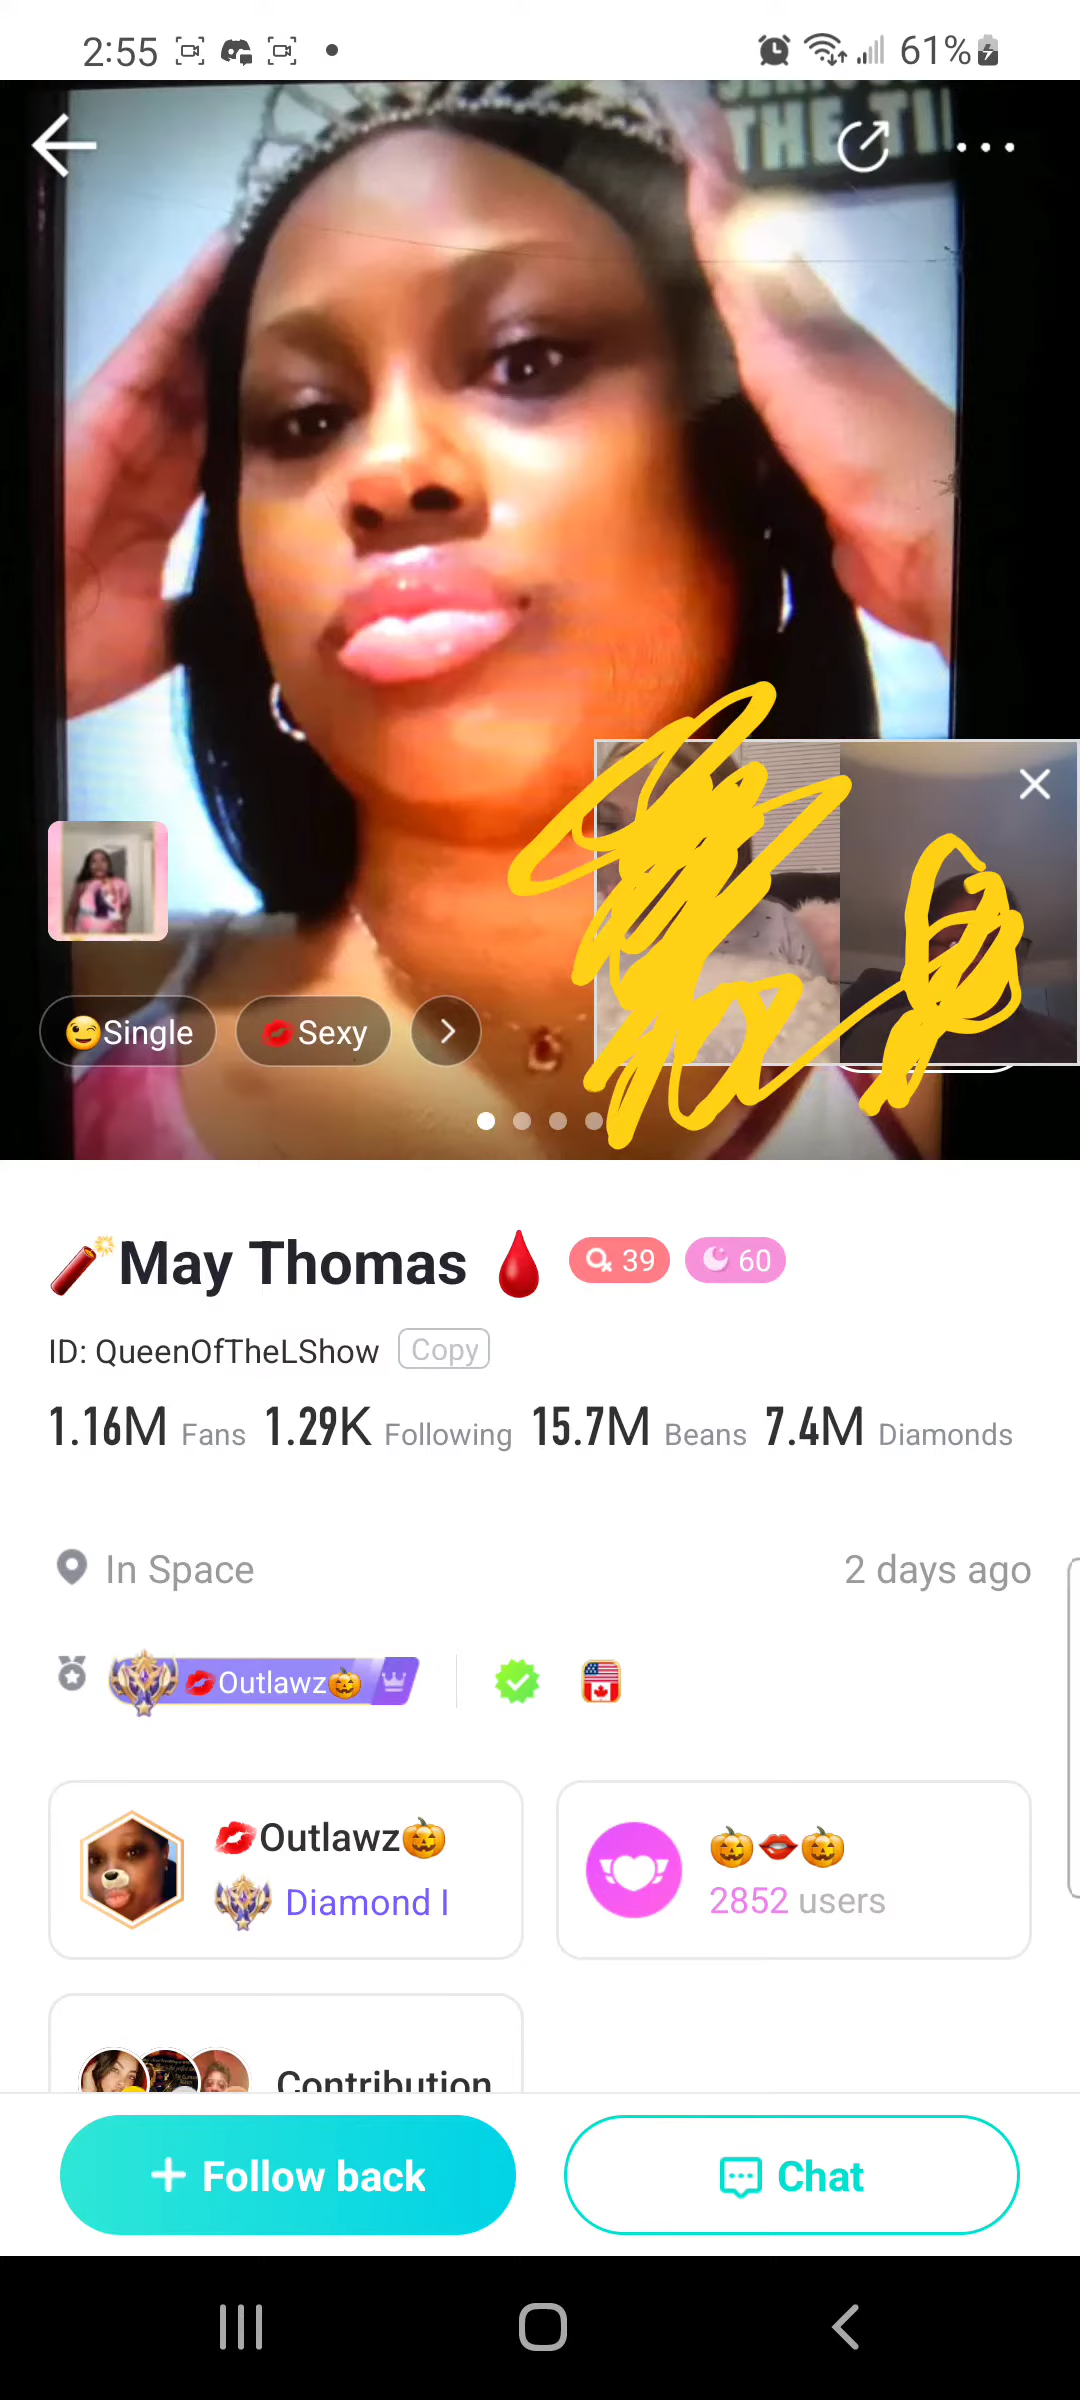 2:55 61%
THE TI
😉Single 💋Sexy
🧨May Thomas 🩸 39 60
ID: QueenOfTheLShow Copy
1.16M Fans 1.29K Following 15.7M Beans 7.4M Diamonds
In Space 2 days ago
💋Outlawz🎃
💋Outlawz🎃
Diamond I
🎃👄🎃
2852 users
Contribution
+ Follow back Chat